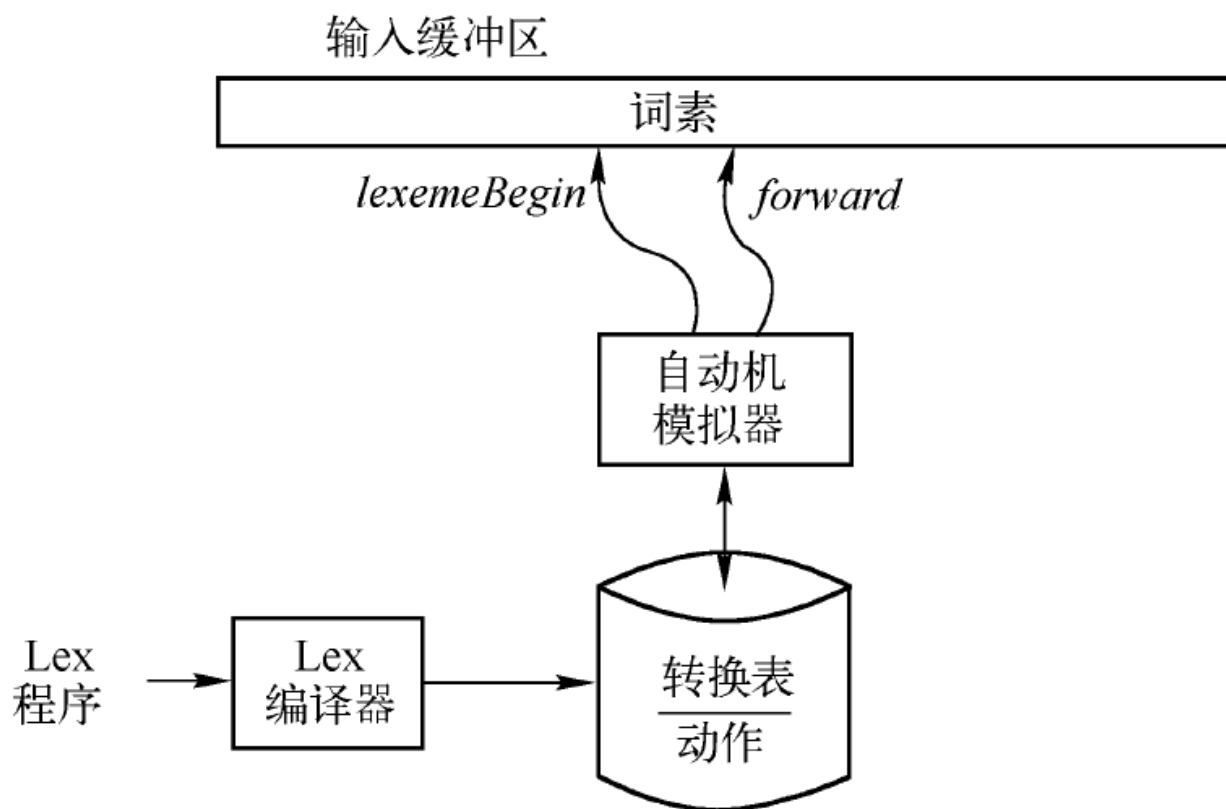 输入缓冲区
词素
lexemeBegin
forward
自动机
模拟器
Lex
程序
Lex
编译器
转换表
动作